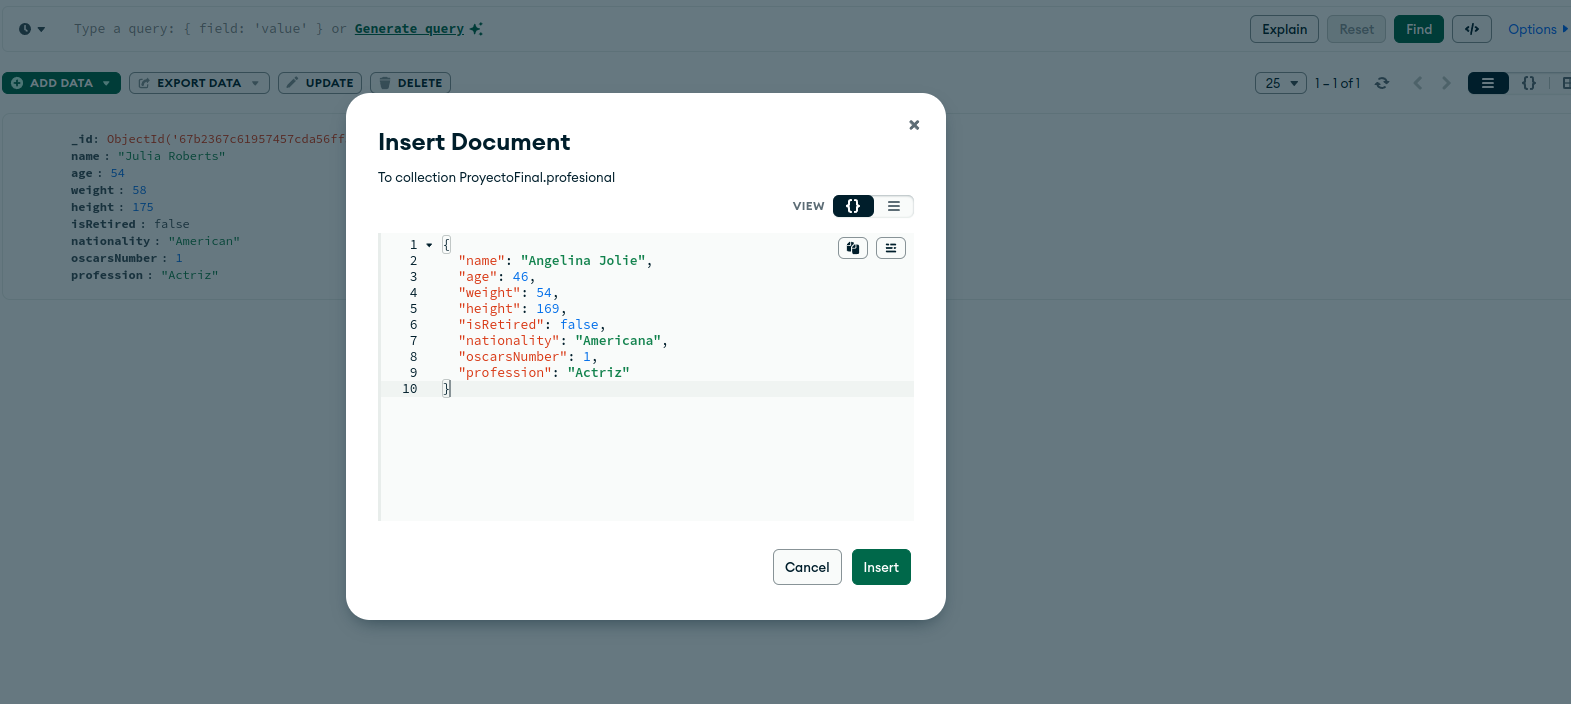 Type a query: { field: 'value' } or Generate query
Explain
Reset
Find
</>
Options
ADD DATA
EXPORT DATA
UPDATE
DELETE
25
1 – 1 of 1
{}
_id: ObjectId('67b2367c61957457cda56ff
name : "Julia Roberts"
age : 54
weight : 58
height : 175
isRetired : false
nationality : "American"
oscarsNumber : 1
profession : "Actriz"
Insert Document
To collection ProyectoFinal.profesional
VIEW {}
1 {
2 "name": "Angelina Jolie",
3 "age": 46,
4 "weight": 54,
5 "height": 169,
6 "isRetired": false,
7 "nationality": "Americana",
8 "oscarsNumber": 1,
9 "profession": "Actriz"
10 }
Cancel
Insert